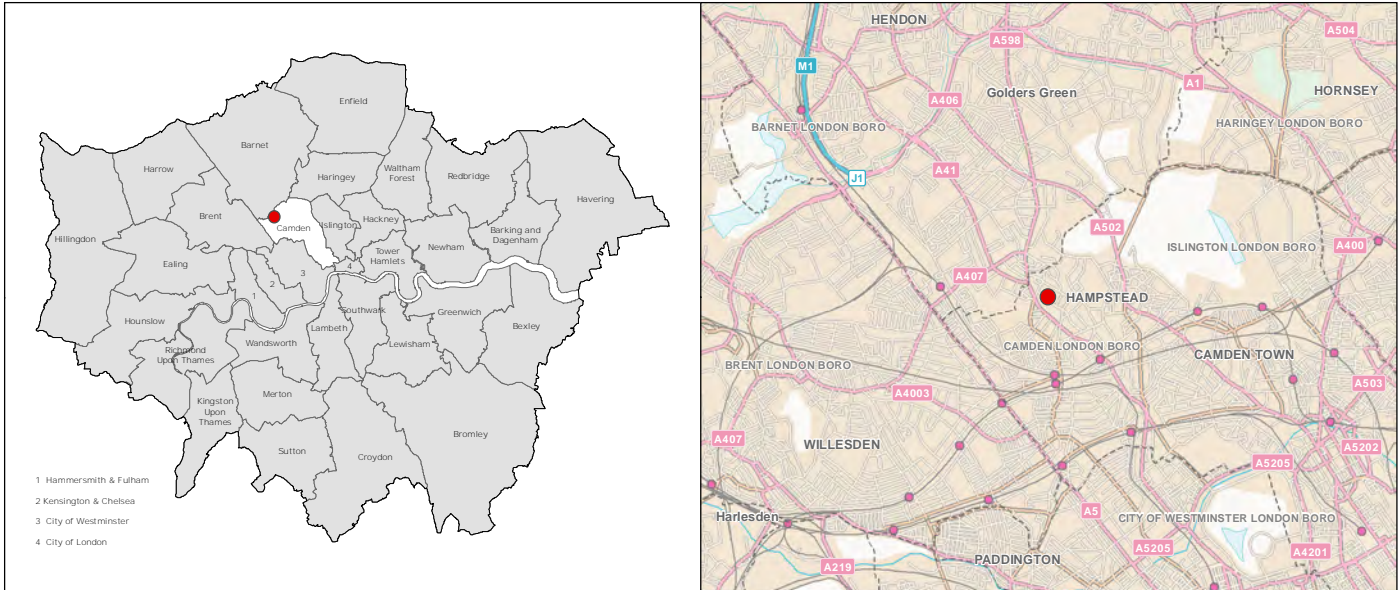 Enfield
Barnet
Harrow
Haringey
Waltham
Forest
Redbridge
Havering
Brent
Camden
Islington
Hackney
Barking and
Dagenham
Hillingdon
Ealing
Tower
Hamlets
Newham
4
3
2
1
Hounslow
Southwark
Greenwich
Bexley
Lambeth
Wandsworth
Lewisham
Richmond
Upon Thames
Merton
Kingston
Upon
Thames
Bromley
Sutton
Croydon
1 Hammersmith & Fulham
2 Kensington & Chelsea
3 City of Westminster
4 City of London
HENDON
A598
A504
M1
A1
Golders Green
HORNSEY
A406
BARNET LONDON BORO
HARINGEY LONDON BORO
A41
J1
A502
ISLINGTON LONDON BORO
A400
A407
HAMPSTEAD
CAMDEN LONDON BORO
CAMDEN TOWN
BRENT LONDON BORO
A503
A4003
A407
WILLESDEN
A5202
A5205
Harlesden
A5
CITY OF WESTMINSTER LONDON BORO
A5205
A4201
PADDINGTON
A219